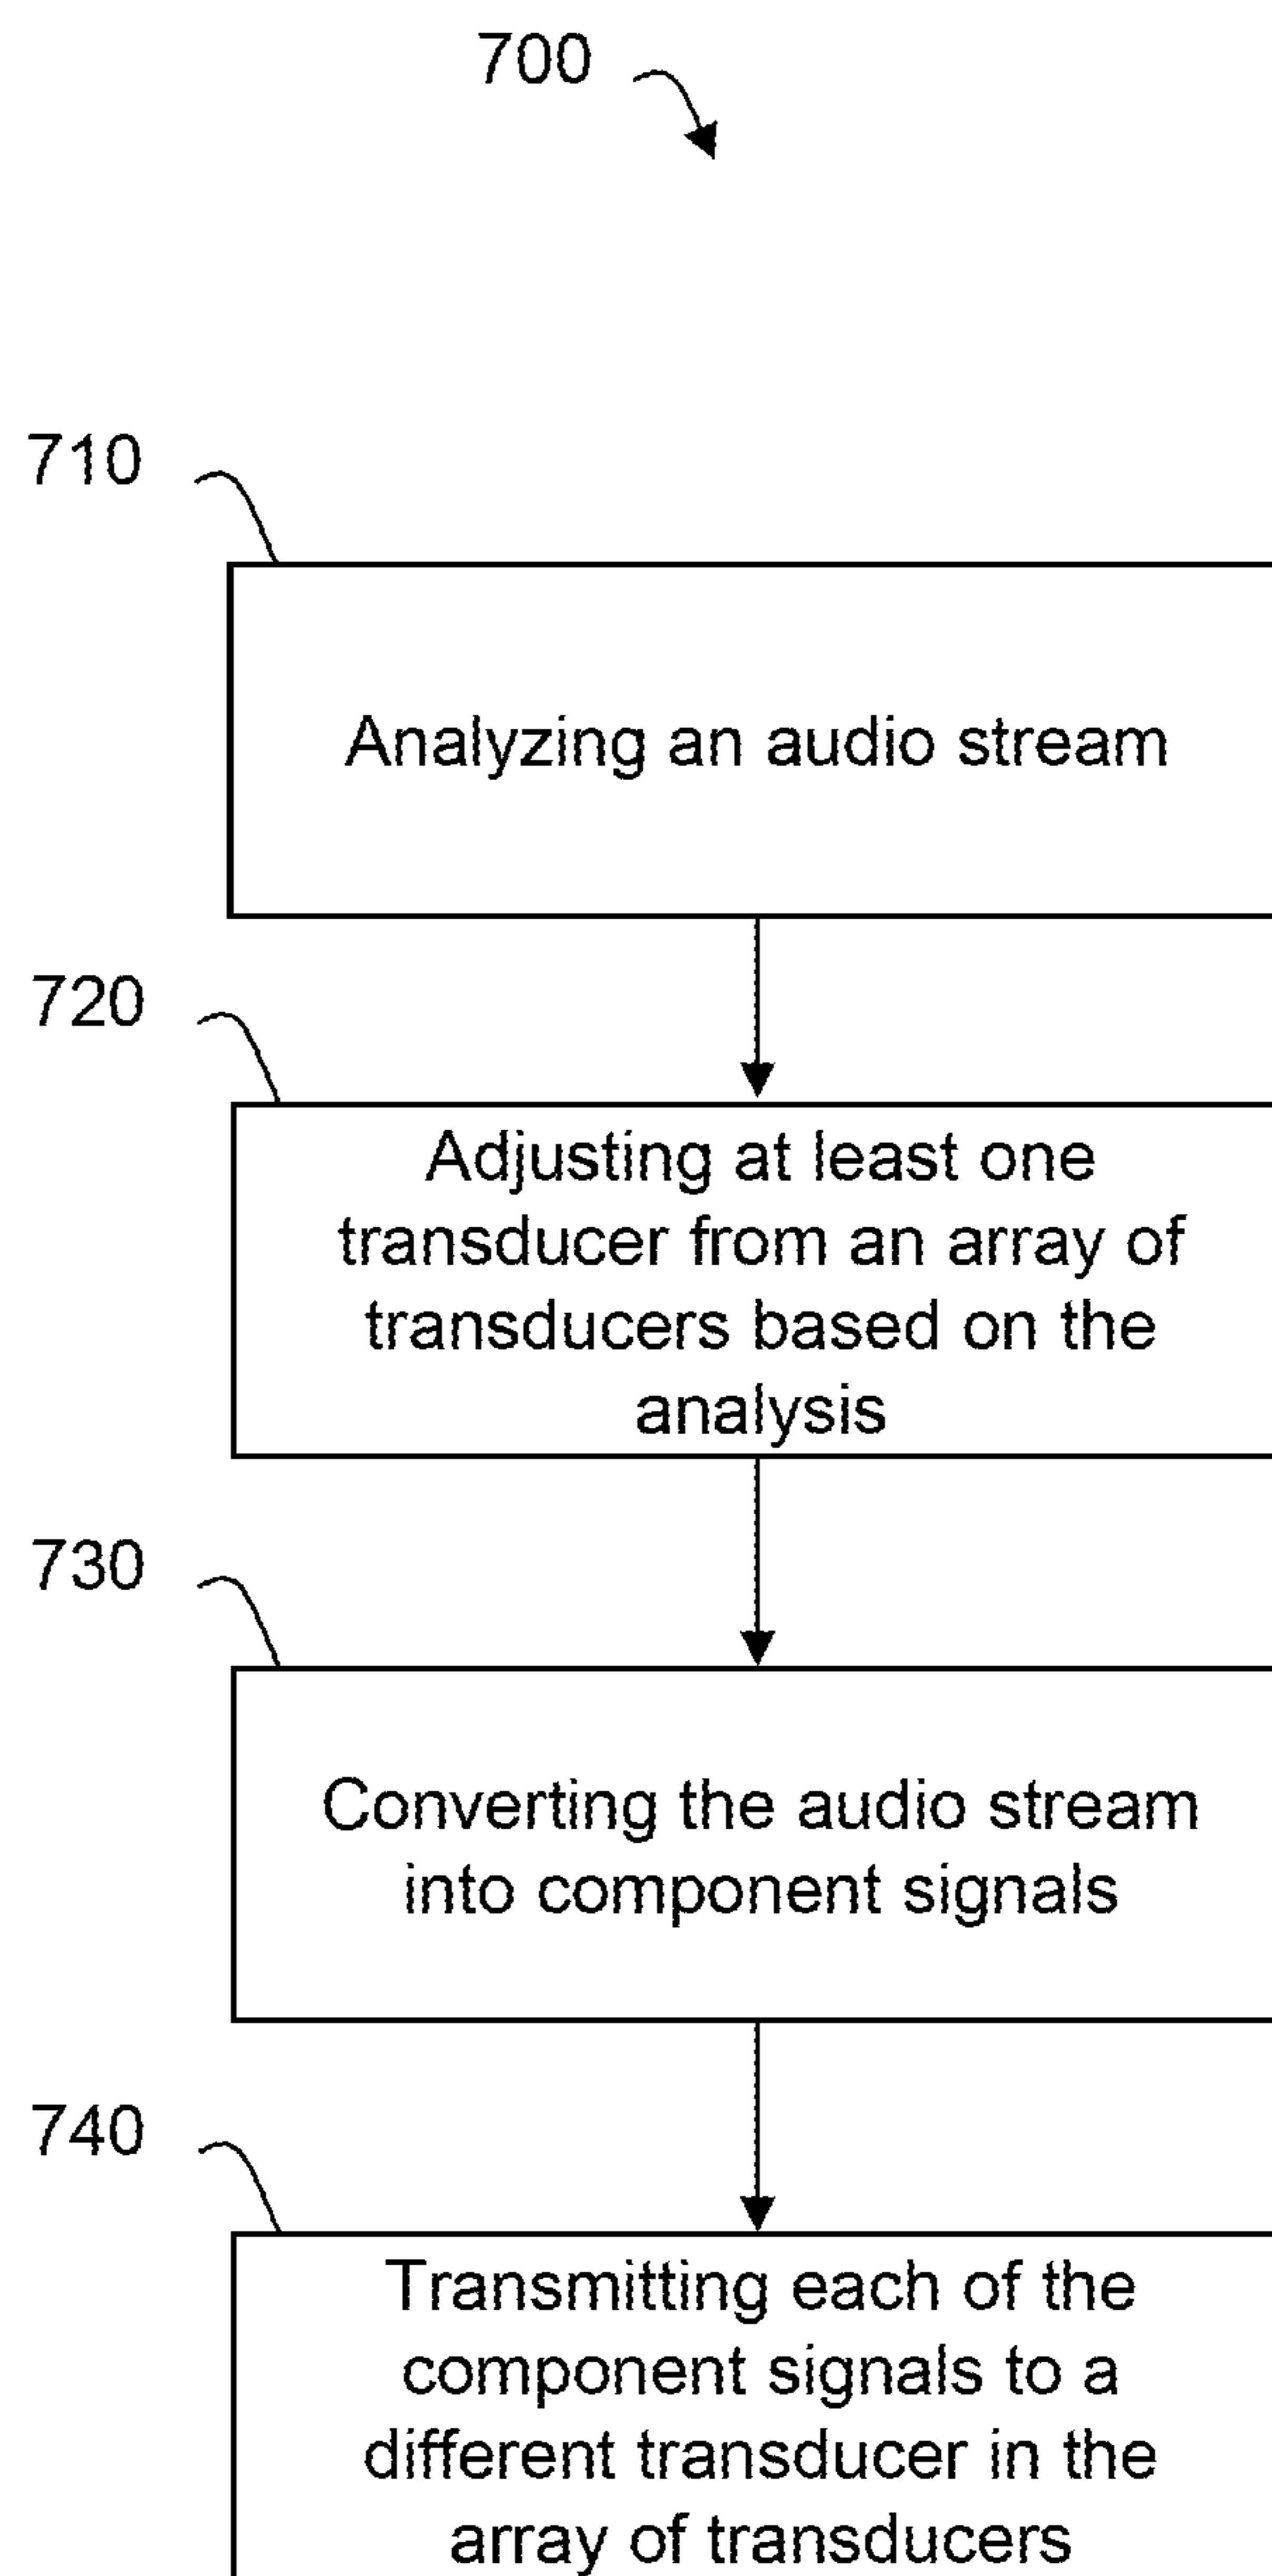 700
710
Analyzing an audio stream
720
Adjusting at least one
transducer from an array of
transducers based on the
analysis
730
Converting the audio stream
into component signals
740
Transmitting each of the
component signals to a
different transducer in the
array of transducers